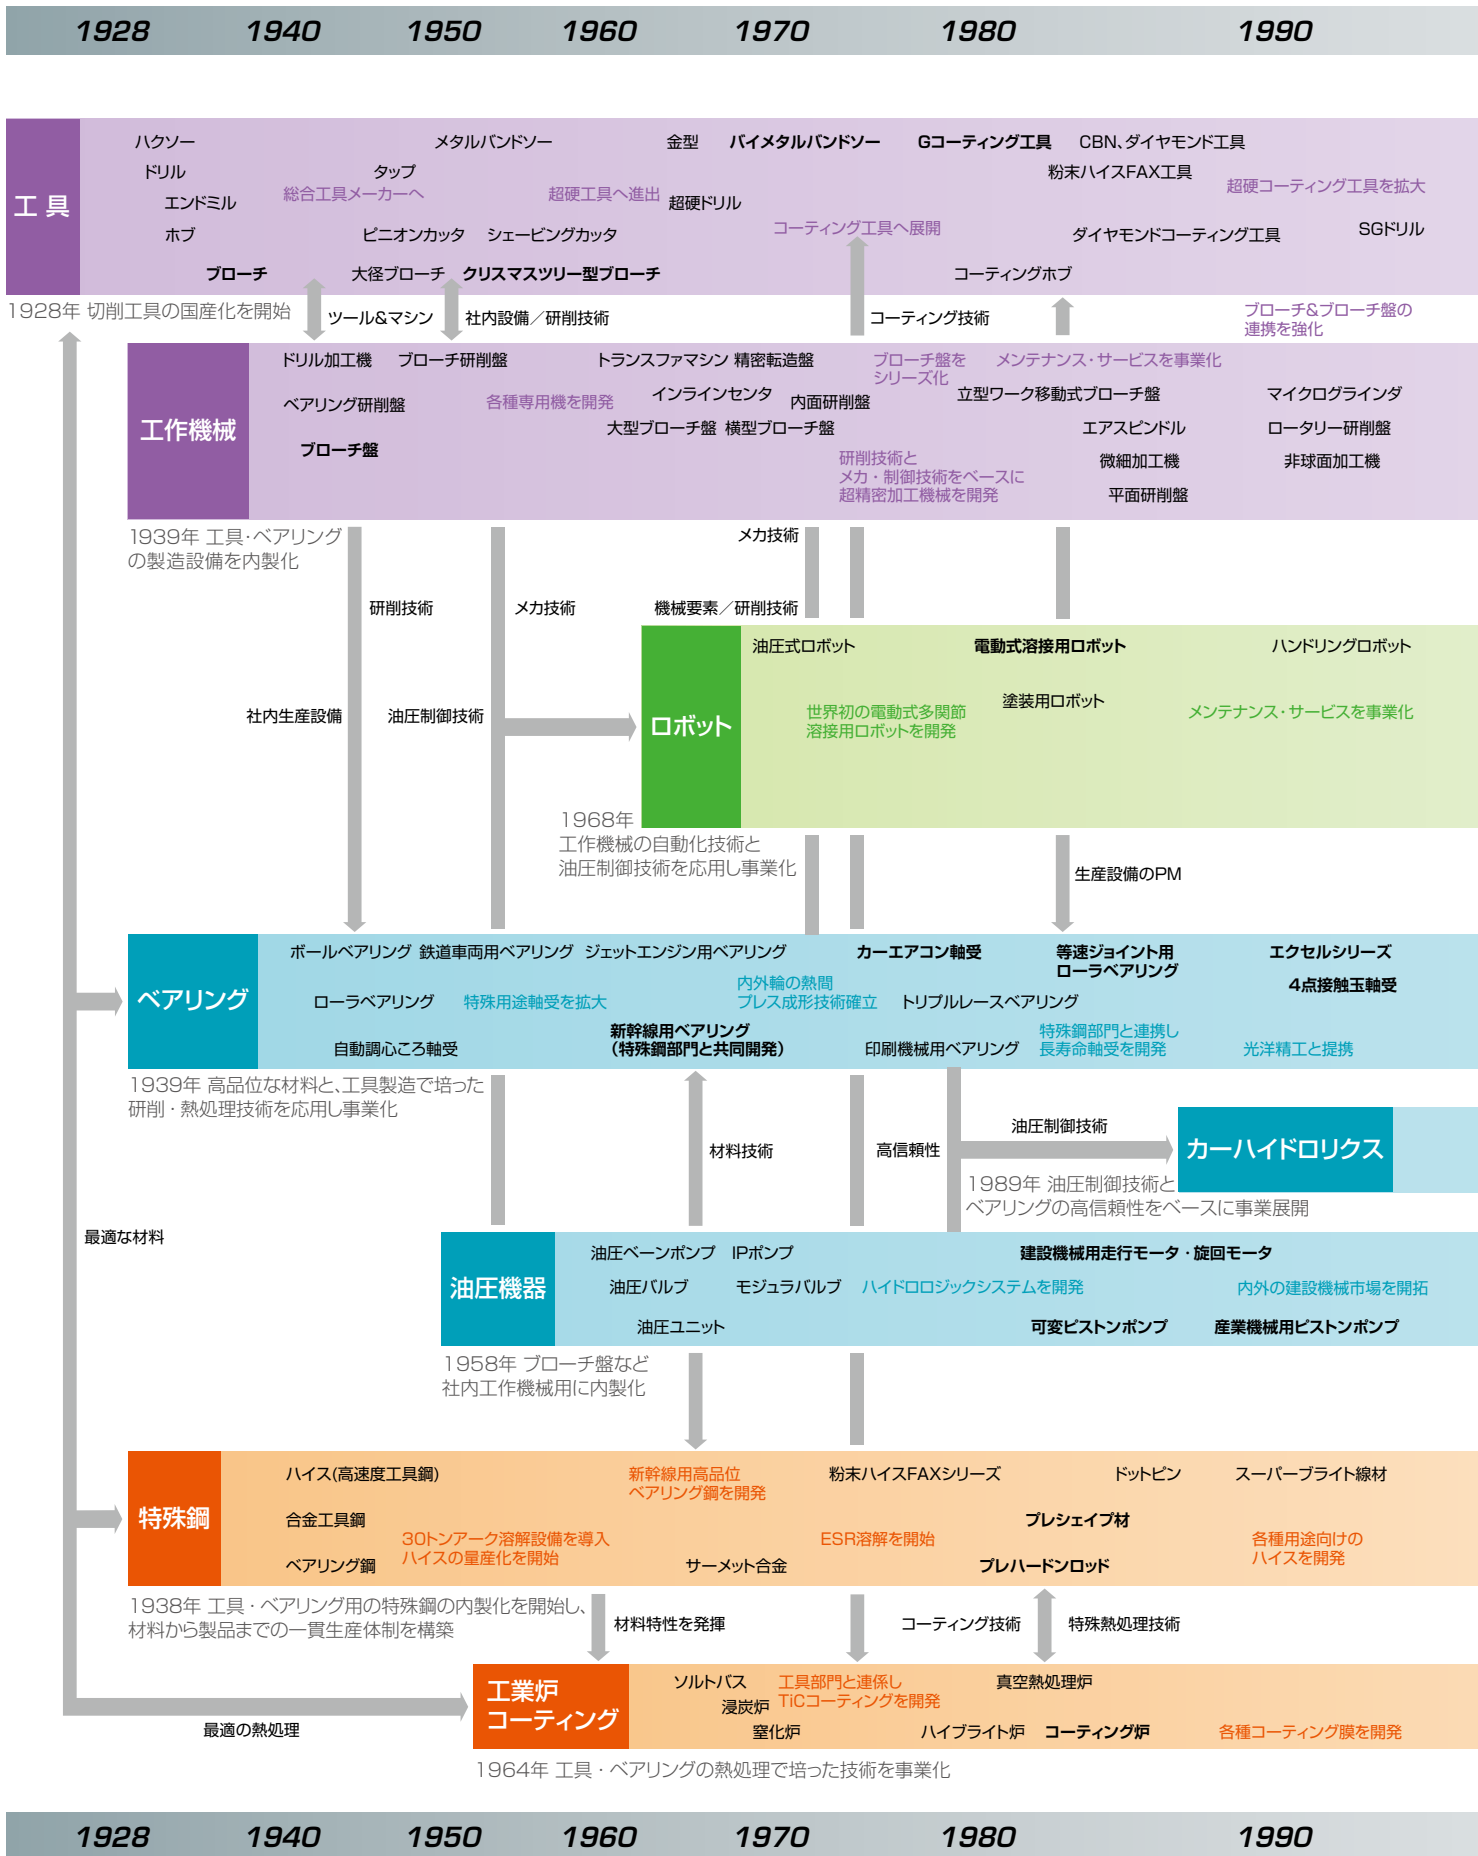 1928 1940 1950 1960 1970 1980 1990
工具
ハクソー
メタルバンドソー
金型
バイメタルバンドソー
Gコーティング工具
CBN、ダイヤモンド工具
ドリル
タップ
粉末ハイスFAX工具
総合工具メーカーへ
超硬工具へ進出
超硬コーティング工具を拡大
エンドミル
超硬ドリル
コーティング工具へ展開
ホブ
ピニオンカッタ
シェービングカッタ
ダイヤモンドコーティング工具
SGドリル
ブローチ
大径ブローチ
クリスマスツリー型ブローチ
コーティングホブ
1928年 切削工具の国産化を開始
ツール&マシン
社内設備／研削技術
コーティング技術
ブローチ&ブローチ盤の
連携を強化
工作機械
ドリル加工機
ブローチ研削盤
トランスファマシン
精密転造盤
ブローチ盤を
シリーズ化
メンテナンス・サービスを事業化
ベアリング研削盤
各種専用機を開発
インラインセンタ
内面研削盤
立型ワーク移動式ブローチ盤
マイクログラインダ
大型ブローチ盤
横型ブローチ盤
エアスピンドル
ロータリー研削盤
ブローチ盤
研削技術と
メカ・制御技術をベースに
超精密加工機械を開発
微細加工機
非球面加工機
平面研削盤
1939年 工具・ベアリング
の製造設備を内製化
メカ技術
研削技術
メカ技術
機械要素／研削技術
社内生産設備
油圧制御技術
ロボット
油圧式ロボット
電動式溶接用ロボット
ハンドリングロボット
世界初の電動式多関節
溶接用ロボットを開発
塗装用ロボット
メンテナンス・サービスを事業化
1968年
工作機械の自動化技術と
油圧制御技術を応用し事業化
生産設備のPM
ベアリング
ボールベアリング
鉄道車両用ベアリング
ジェットエンジン用ベアリング
カーエアコン軸受
等速ジョイント用
ローラベアリング
エクセルシリーズ
4点接触玉軸受
ローラベアリング
特殊用途軸受を拡大
内外輪の熱間
プレス成形技術確立
トリプルレースベアリング
自動調心ころ軸受
新幹線用ベアリング
（特殊鋼部門と共同開発）
印刷機械用ベアリング
特殊鋼部門と連携し
長寿命軸受を開発
光洋精工と提携
1939年 高品位な材料と、工具製造で培った
研削・熱処理技術を応用し事業化
材料技術
高信頼性
油圧制御技術
カーハイドロリクス
1989年 油圧制御技術と
ベアリングの高信頼性をベースに事業展開
最適な材料
油圧機器
油圧ベーンポンプ
IPポンプ
建設機械用走行モータ・旋回モータ
油圧バルブ
モジュラバルブ
ハイドロロジックシステムを開発
内外の建設機械市場を開拓
油圧ユニット
可変ピストンポンプ
産業機械用ピストンポンプ
1958年 ブローチ盤など
社内工作機械用に内製化
特殊鋼
ハイス(高速度工具鋼)
新幹線用高品位
ベアリング鋼を開発
粉末ハイスFAXシリーズ
ドットピン
スーパーブライト線材
合金工具鋼
30トンアーク溶解設備を導入
ハイスの量産化を開始
ESR溶解を開始
プレシェイプ材
各種用途向けの
ハイスを開発
ベアリング鋼
サーメット合金
プレハードンロッド
1938年 工具・ベアリング用の特殊鋼の内製化を開始し、
材料から製品までの一貫生産体制を構築
材料特性を発揮
コーティング技術
特殊熱処理技術
工業炉
コーティング
ソルトバス
工具部門と連係し
TiCコーティングを開発
真空熱処理炉
浸炭炉
窒化炉
ハイブライト炉
コーティング炉
各種コーティング膜を開発
最適の熱処理
1964年 工具・ベアリングの熱処理で培った技術を事業化
1928 1940 1950 1960 1970 1980 1990